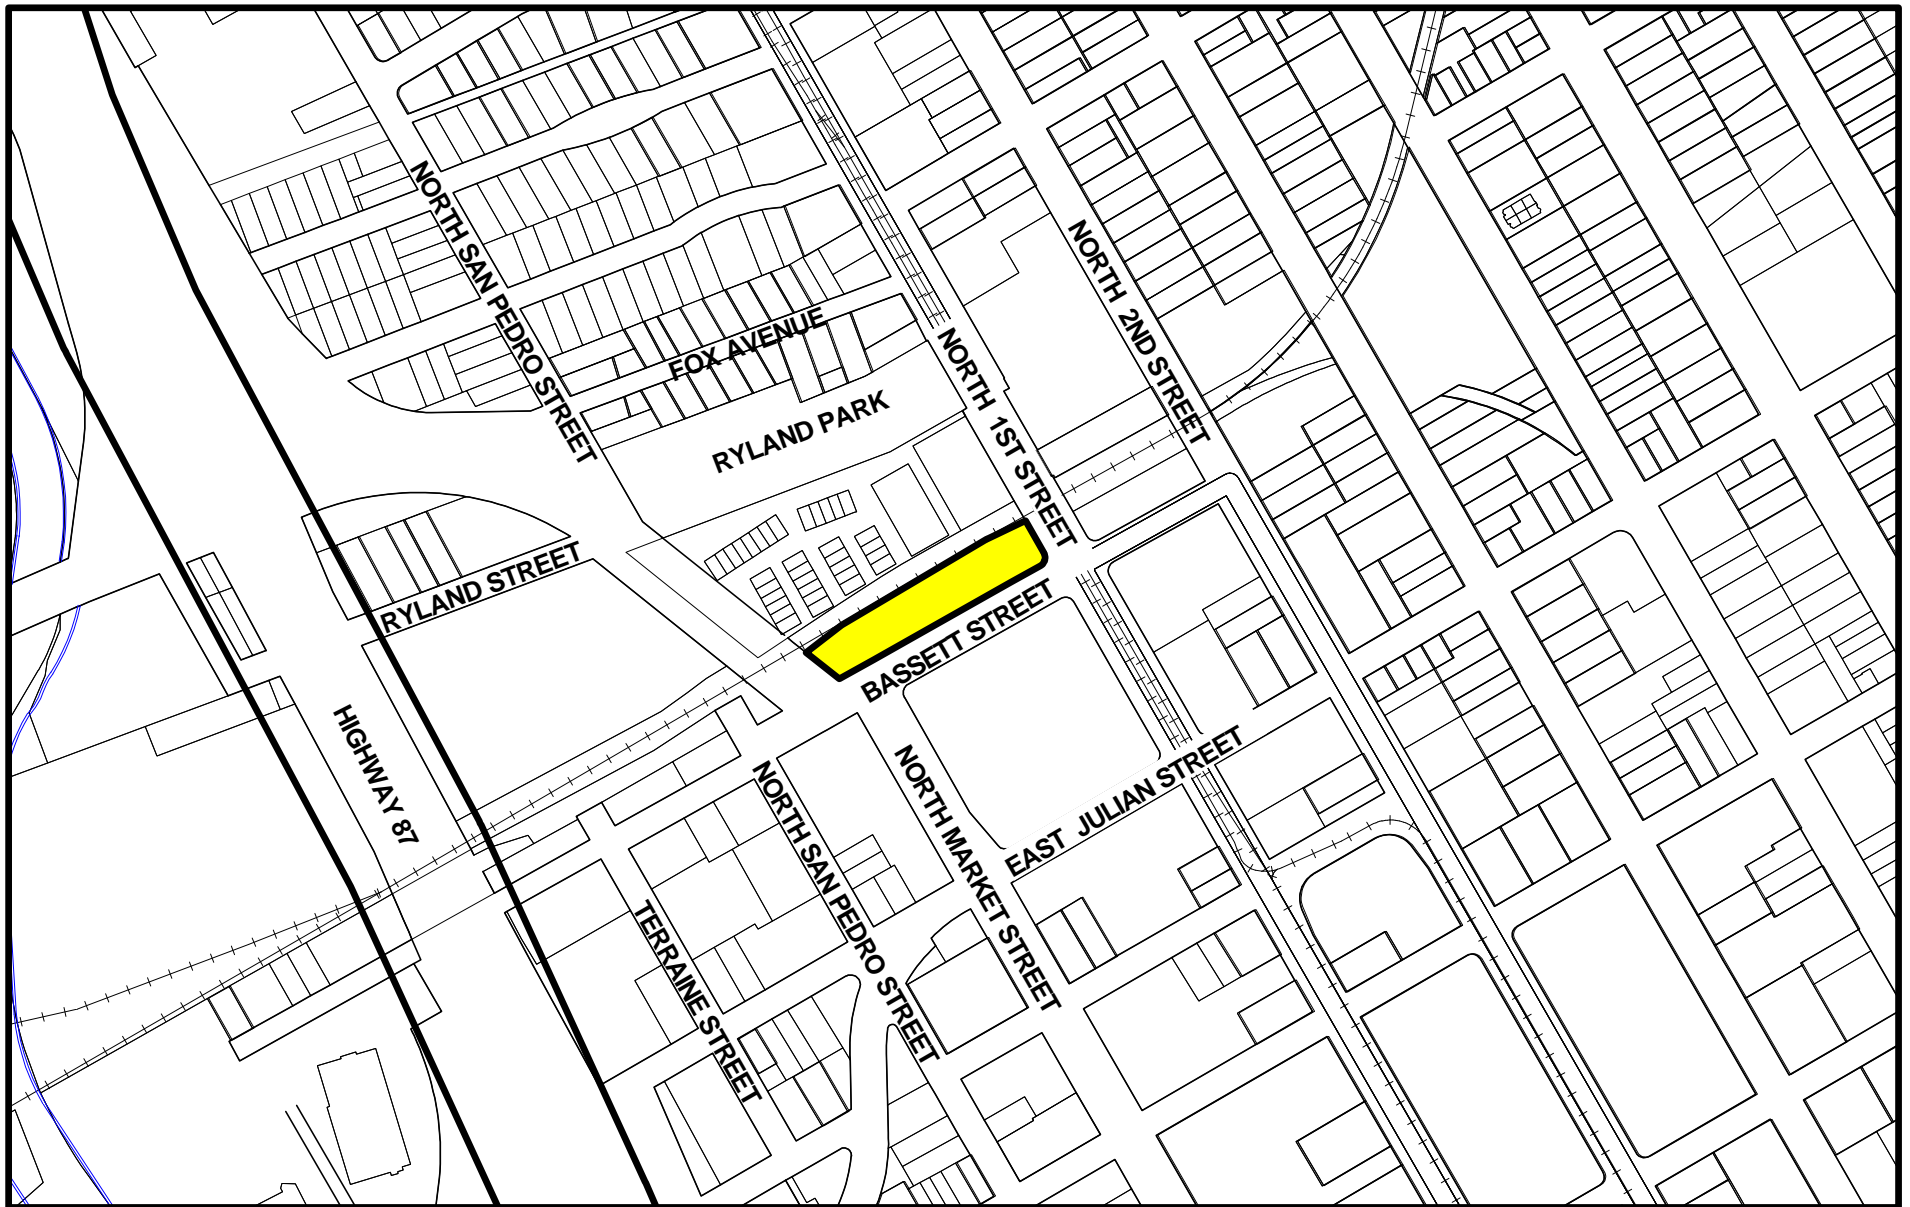 NORTH SAN PEDRO STREET
NORTH 2ND STREET
FOX AVENUE
NORTH 1ST STREET
RYLAND PARK
RYLAND STREET
BASSETT STREET
HIGHWAY 87
NORTH SAN PEDRO STREET
NORTH MARKET STREET
EAST JULIAN STREET
TERRAINE STREET